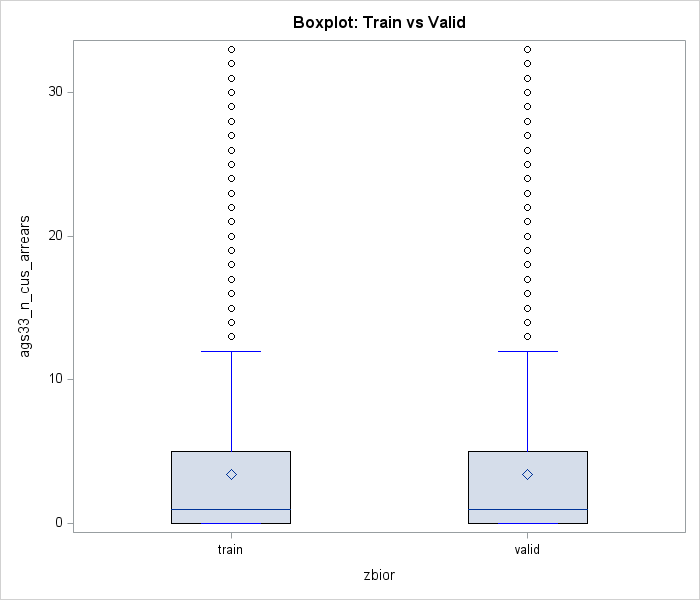 Boxplot: Train vs Valid
30
20
10
0
ags33_n_cus_arrears
train
valid
zbior